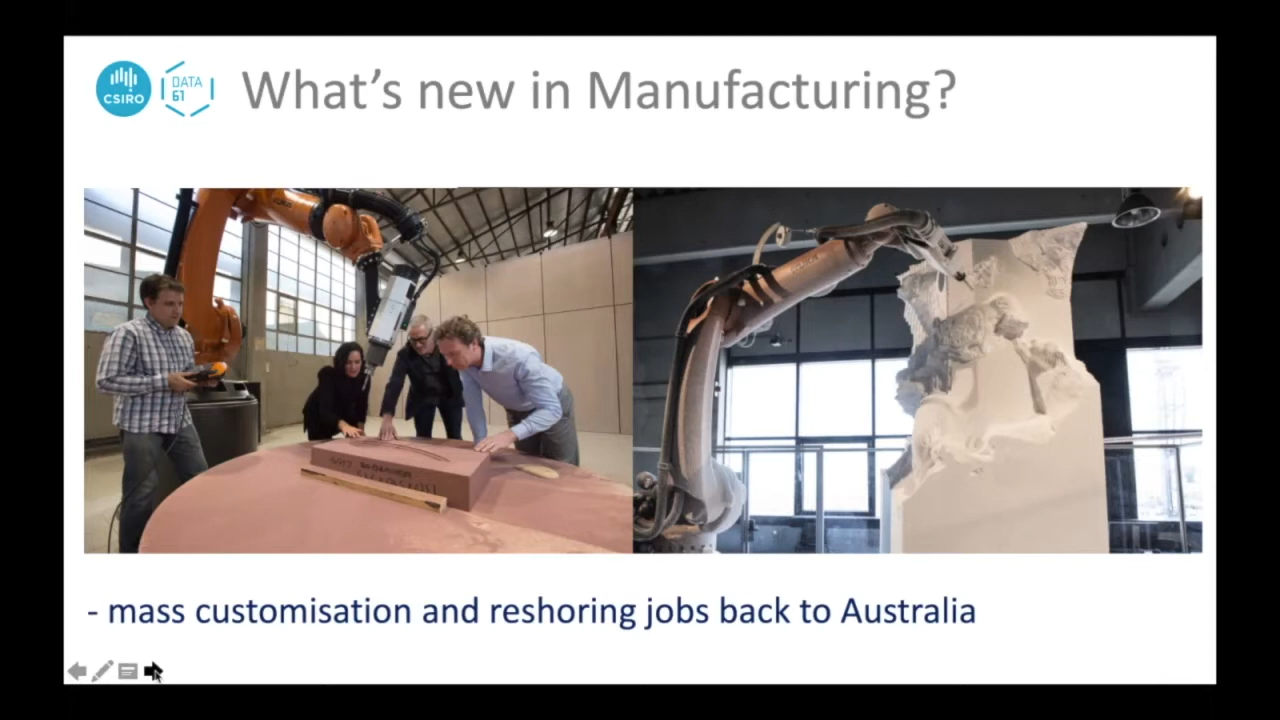 CSIRO
DATA
61
What's new in Manufacturing?
- mass customisation and reshoring jobs back to Australia